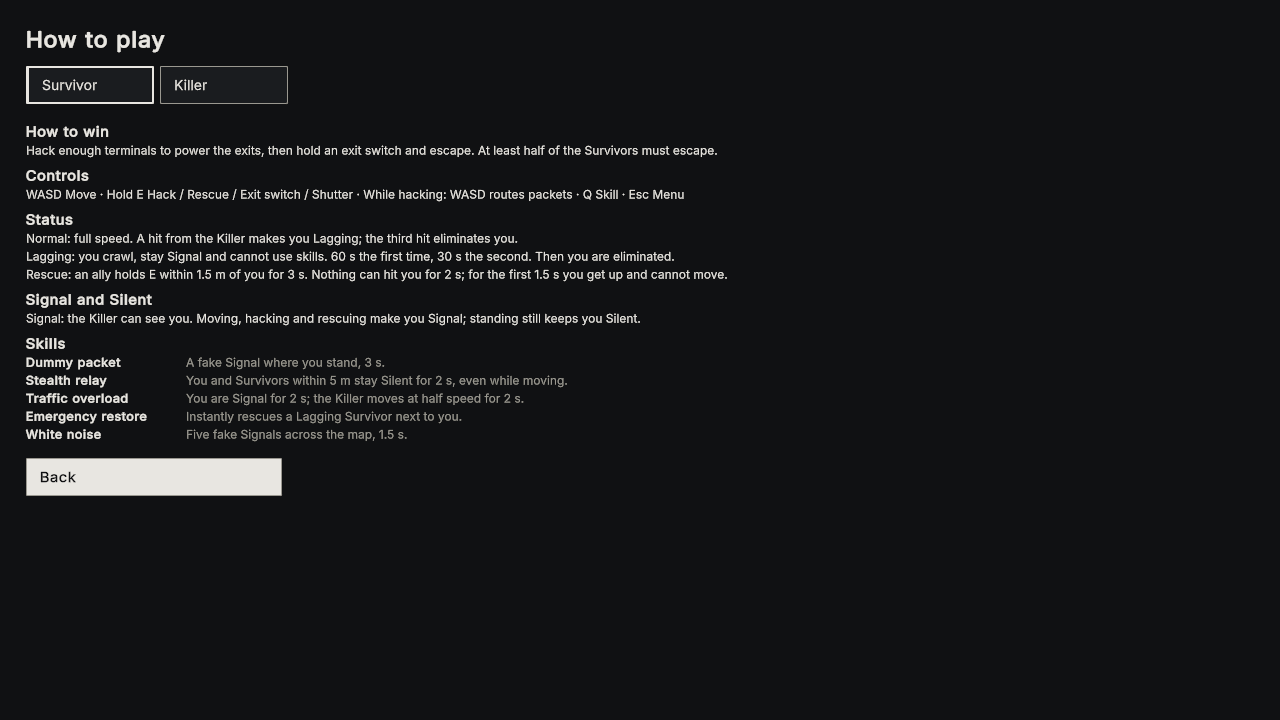 How to play
Survivor Killer
How to win
Hack enough terminals to power the exits, then hold an exit switch and escape. At least half of the Survivors must escape.
Controls
WASD Move · Hold E Hack / Rescue / Exit switch / Shutter · While hacking: WASD routes packets · Q Skill · Esc Menu
Status
Normal: full speed. A hit from the Killer makes you Lagging; the third hit eliminates you.
Lagging: you crawl, stay Signal and cannot use skills. 60 s the first time, 30 s the second. Then you are eliminated.
Rescue: an ally holds E within 1.5 m of you for 3 s. Nothing can hit you for 2 s; for the first 1.5 s you get up and cannot move.
Signal and Silent
Signal: the Killer can see you. Moving, hacking and rescuing make you Signal; standing still keeps you Silent.
Skills
Dummy packet A fake Signal where you stand, 3 s.
Stealth relay You and Survivors within 5 m stay Silent for 2 s, even while moving.
Traffic overload You are Signal for 2 s; the Killer moves at half speed for 2 s.
Emergency restore Instantly rescues a Lagging Survivor next to you.
White noise Five fake Signals across the map, 1.5 s.
Back